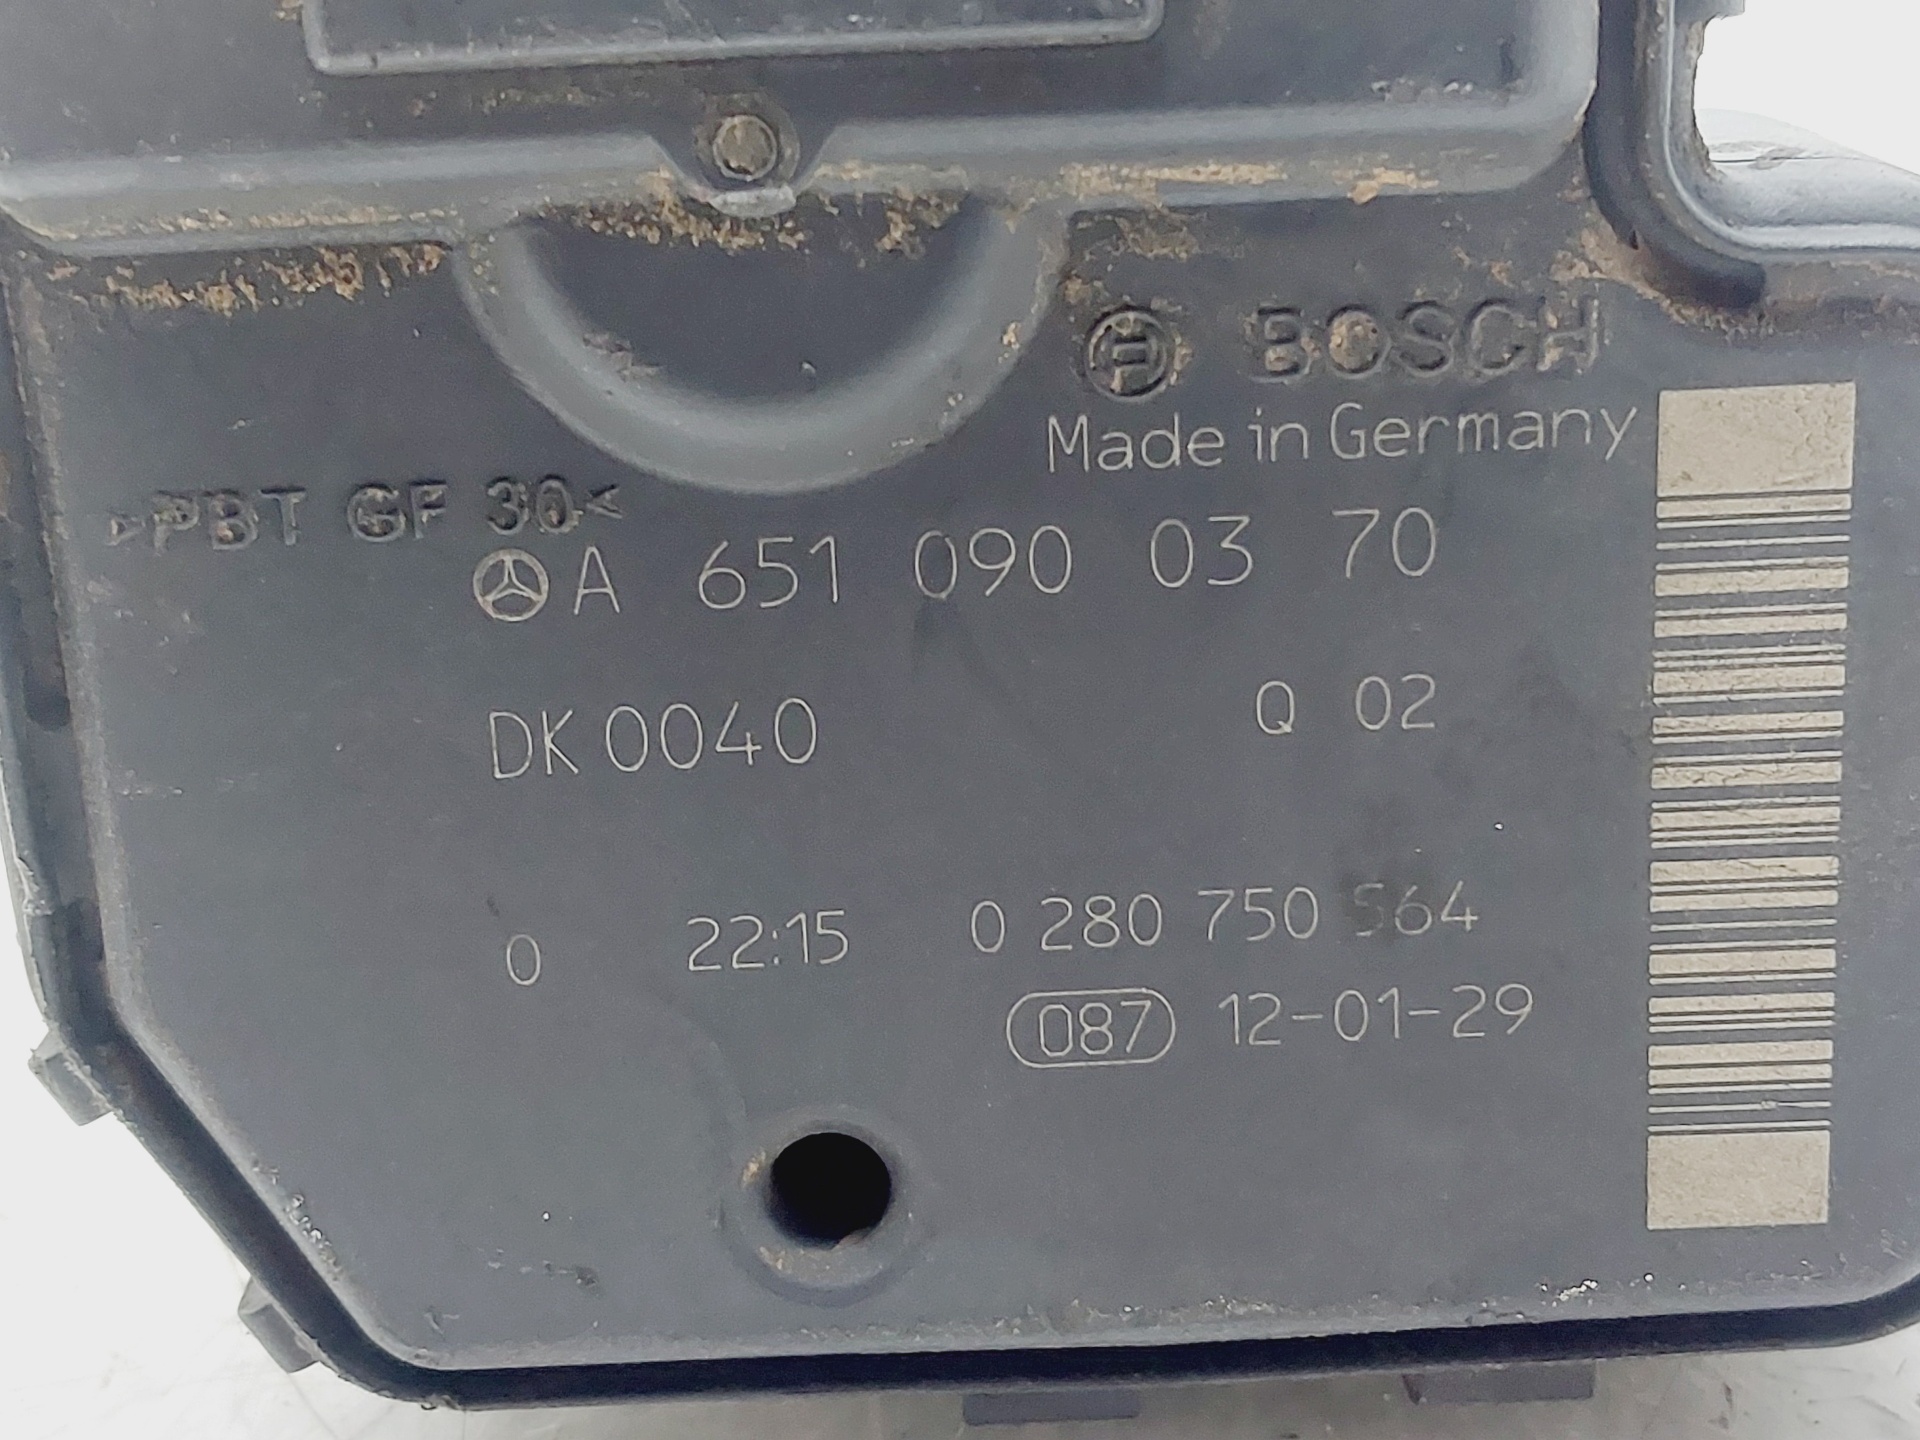 BOSCH
Made in Germany
>PBT GF 30<
A 651 090 03 70
DK 0040 Q 02
0 22:15 0 280 750 564
087 12-01-29